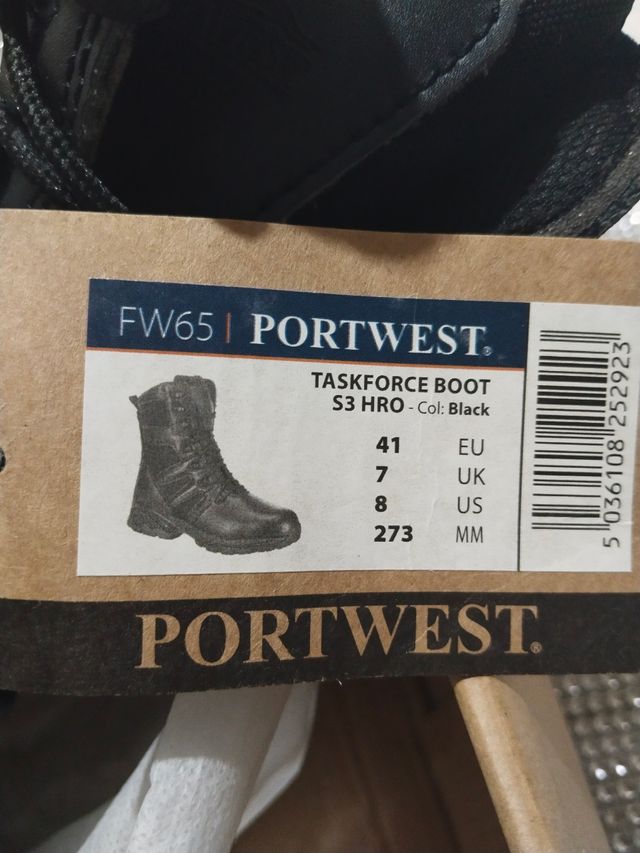 FW65 | PORTWEST®
TASKFORCE BOOT
S3 HRO - Col: Black
41 EU
7 UK
8 US
273 MM
5 036108 252923
PORTWEST®